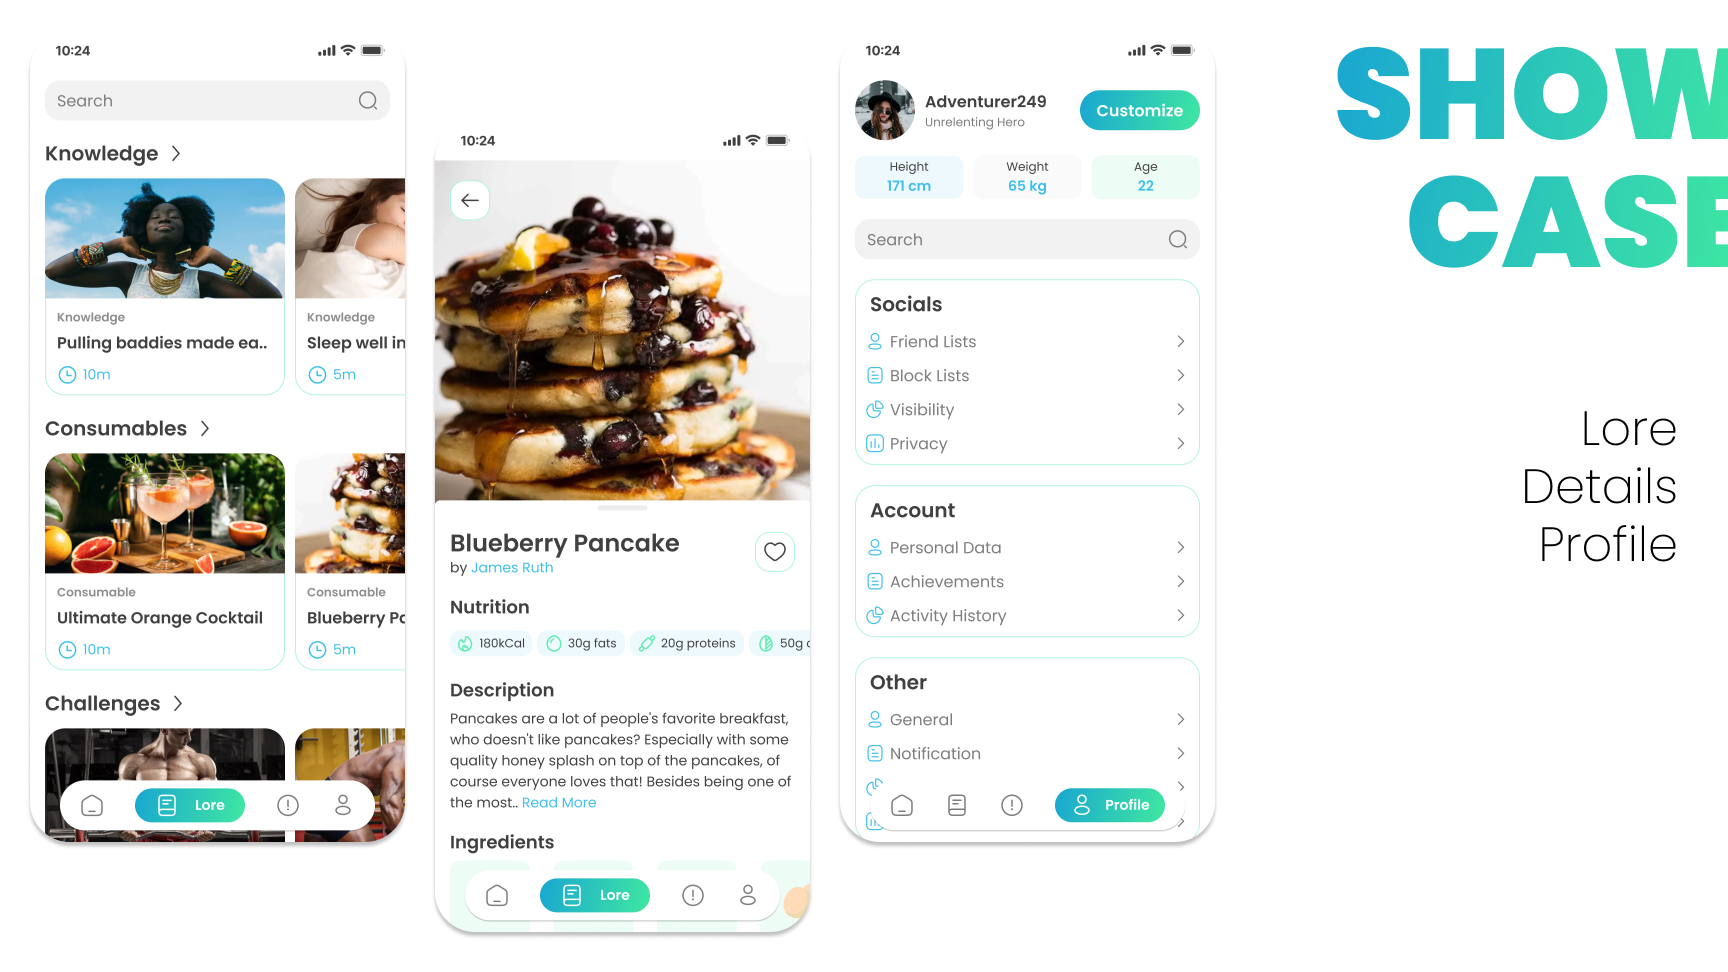 10:24
Search
Knowledge
Knowledge
Pulling baddies made ea..
10m
Knowledge
Sleep well in
5m
Consumables
Consumable
Ultimate Orange Cocktail
10m
Consumable
Blueberry Pa
5m
Challenges
Lore
10:24
Blueberry Pancake
by James Ruth
Nutrition
180kCal
30g fats
20g proteins
50g c
Description
Pancakes are a lot of people's favorite breakfast,
who doesn't like pancakes? Especially with some
quality honey splash on top of the pancakes, of
course everyone loves that! Besides being one of
the most.. Read More
Ingredients
Lore
10:24
Adventurer249
Unrelenting Hero
Customize
Height
171 cm
Weight
65 kg
Age
22
Search
Socials
Friend Lists
Block Lists
Visibility
Privacy
Account
Personal Data
Achievements
Activity History
Other
General
Notification
Profile
SHOW
CASE
Lore
Details
Profile